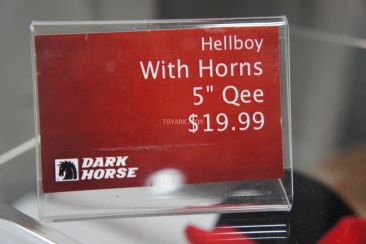 Hellboy
With Horns
5" Qee
TOYARK.COM
$19.99
DARK
HORSE